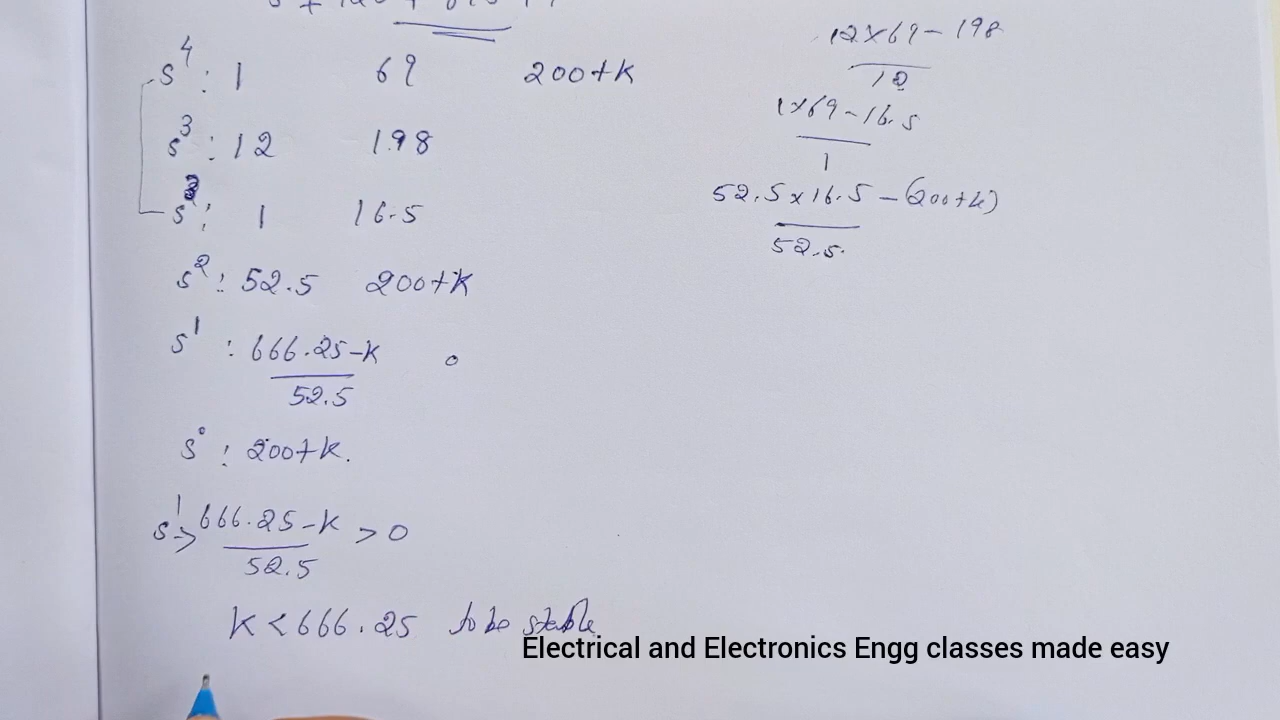 s⁴ : 1 69 200+k
s³ : 12 198
s³ : 1 16.5
s² : 52.5 200+k
s¹ : 666.25-k 0
52.5
s⁰ : 200+k.
s¹→ 666.25-k > 0
52.5
k < 666.25 to be stable.
12×69-198
12
1×69-16.5
1
52.5×16.5-(200+k)
52.5.
Electrical and Electronics Engg classes made easy